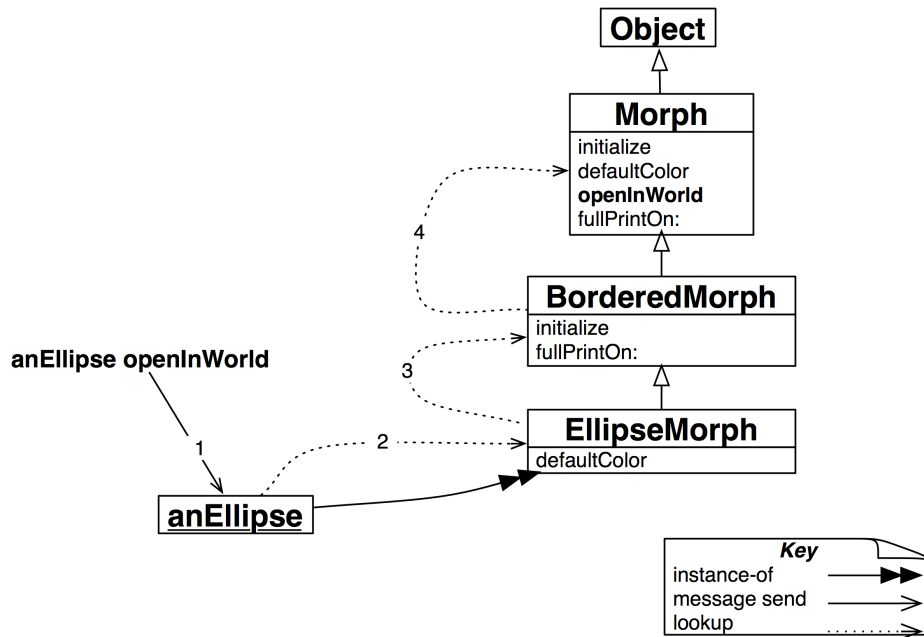 Object
Morph
initialize
defaultColor
openInWorld
fullPrintOn:
4
BorderedMorph
initialize
fullPrintOn:
anEllipse openInWorld
3
EllipseMorph
defaultColor
1
2
anEllipse
Key
instance-of
message send
lookup